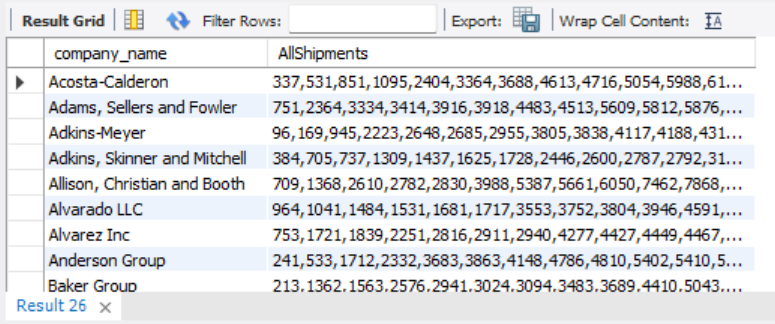 Result Grid Filter Rows: Export: Wrap Cell Content: IA
company_name AllShipments
Acosta-Calderon 337,531,851,1095,2404,3364,3688,4613,4716,5054,5988,61...
Adams, Sellers and Fowler 751,2364,3334,3414,3916,3918,4483,4513,5609,5812,5876,...
Adkins-Meyer 96,169,945,2223,2648,2685,2955,3805,3838,4117,4188,431...
Adkins, Skinner and Mitchell 384,705,737,1309,1437,1625,1728,2446,2600,2787,2792,31...
Allison, Christian and Booth 709,1368,2610,2782,2830,3988,5387,5661,6050,7462,7868,...
Alvarado LLC 964,1041,1484,1531,1681,1717,3553,3752,3804,3946,4591,...
Alvarez Inc 753,1721,1839,2251,2816,2911,2940,4277,4427,4449,4467,...
Anderson Group 241,533,1712,2332,3683,3863,4148,4786,4810,5402,5410,5...
Baker Group 213,1362,1563,2576,2941,3024,3094,3483,3689,4410,5043,...
Result 26 ×